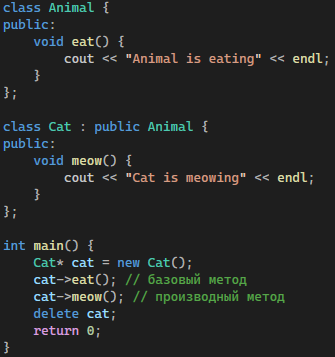 class Animal {
public:
    void eat() {
        cout << "Animal is eating" << endl;
    }
};

class Cat : public Animal {
public:
    void meow() {
        cout << "Cat is meowing" << endl;
    }
};

int main() {
    Cat* cat = new Cat();
    cat->eat(); // базовый метод
    cat->meow(); // производный метод
    delete cat;
    return 0;
}